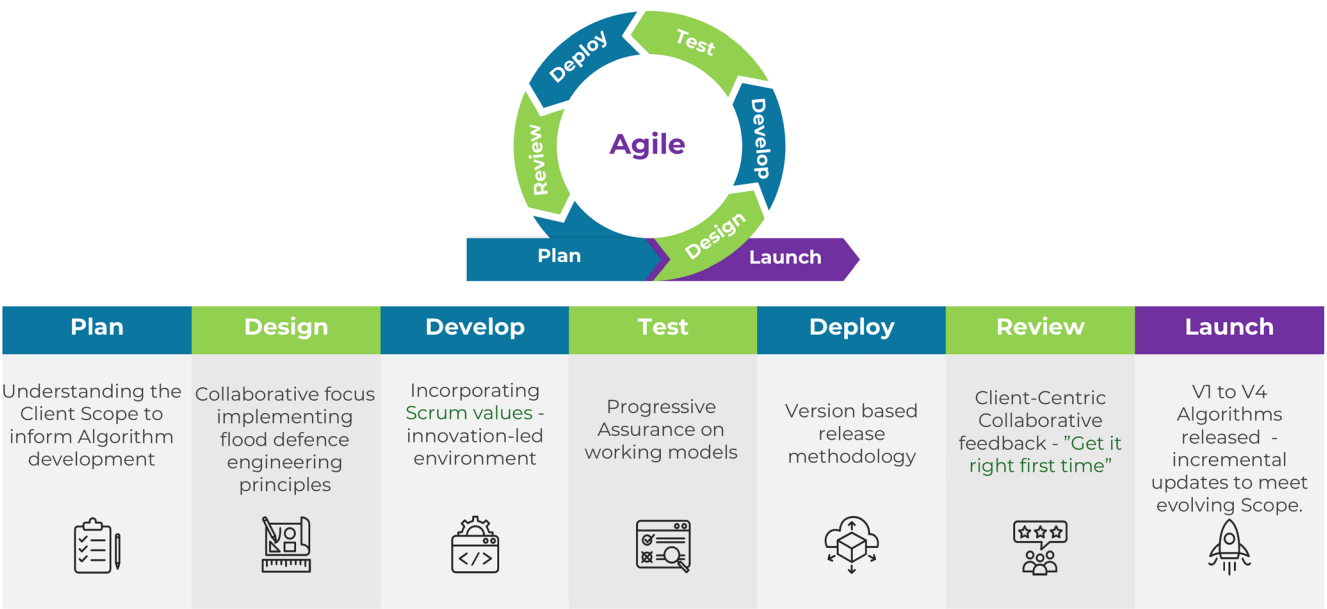 Deploy
Test
Develop
Review
Agile
Design
Plan
Launch
Plan
Design
Develop
Test
Deploy
Review
Launch
Understanding the
Client Scope to
inform Algorithm
development
Collaborative focus
implementing
flood defence
engineering
principles
Incorporating
Scrum values -
innovation-led
environment
Progressive
Assurance on
working models
Version based
release
methodology
Client-Centric
Collaborative
feedback - ”Get it
right first time”
V1 to V4
Algorithms
released -
incremental
updates to meet
evolving Scope.